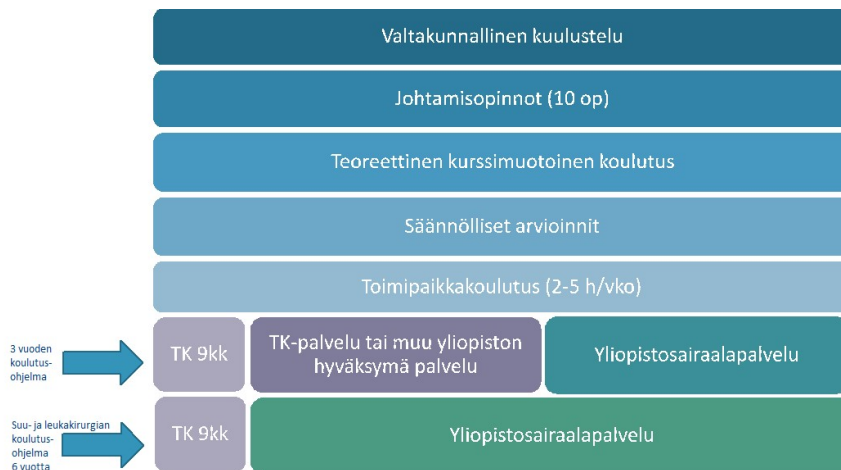 Valtakunnallinen kuulustelu
Johtamisopinnot (10 op)
Teoreettinen kurssimuotoinen koulutus
Säännölliset arvioinnit
Toimipaikkakoulutus (2-5 h/vko)
3 vuoden
koulutus-
ohjelma
TK 9kk
TK-palvelu tai muu yliopiston
hyväksymä palvelu
Yliopistosairaalapalvelu
Suu- ja leukakirurgian
koulutus-
ohjelma
6 vuotta
TK 9kk
Yliopistosairaalapalvelu